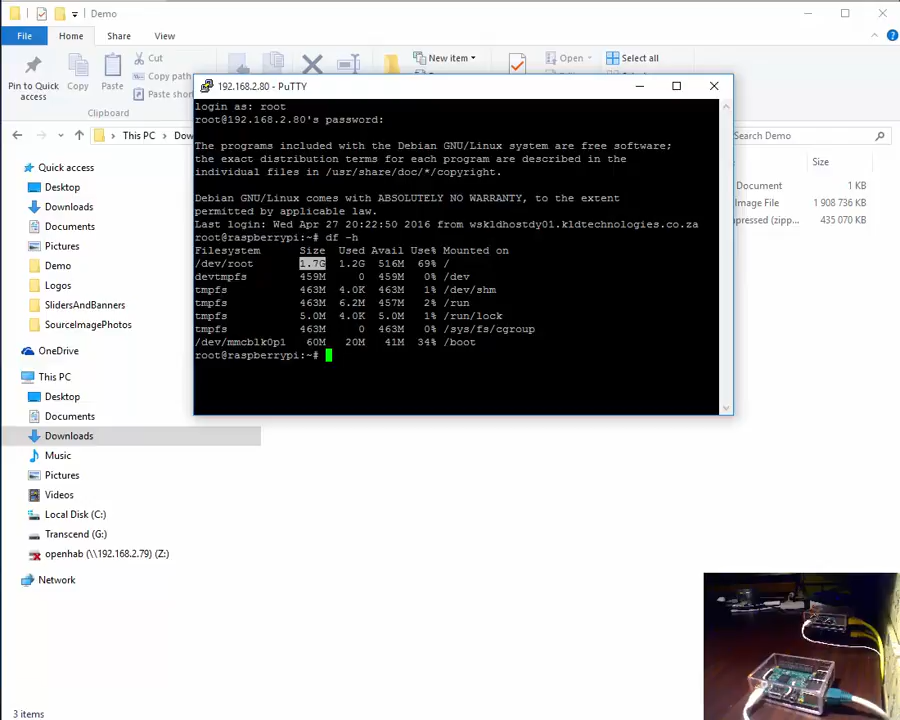 Demo
File Home Share View
Pin to Quick access
Copy
Paste
Cut
Copy path
Paste short
Clipboard
New item
Open
Select all
This PC
Dow
Search Demo
Quick access
Desktop
Downloads
Documents
Pictures
Demo
Logos
SlidersAndBanners
SourceImagePhotos
OneDrive
This PC
Desktop
Documents
Downloads
Music
Pictures
Videos
Local Disk (C:)
Transcend (G:)
openhab (\\192.168.2.79) (Z:)
Network
3 items
192.168.2.80 - PuTTY
login as: root
root@192.168.2.80's password:
The programs included with the Debian GNU/Linux system are free software;
the exact distribution terms for each program are described in the
individual files in /usr/share/doc/*/copyright.
Debian GNU/Linux comes with ABSOLUTELY NO WARRANTY, to the extent
permitted by applicable law.
Last login: Wed Apr 27 20:22:50 2016 from wskldhostdy01.kldtechnologies.co.za
root@raspberrypi:~# df -h
Filesystem Size Used Avail Use% Mounted on
/dev/root 1.7G 1.2G 516M 69% /
devtmpfs 459M 0 459M 0% /dev
tmpfs 463M 4.0K 463M 1% /dev/shm
tmpfs 463M 6.2M 457M 2% /run
tmpfs 5.0M 4.0K 5.0M 1% /run/lock
tmpfs 463M 0 463M 0% /sys/fs/cgroup
/dev/mmcblk0p1 60M 20M 41M 34% /boot
root@raspberrypi:~#
Size
Document 1 KB
Image File 1 908 736 KB
pressed (zip... 435 070 KB